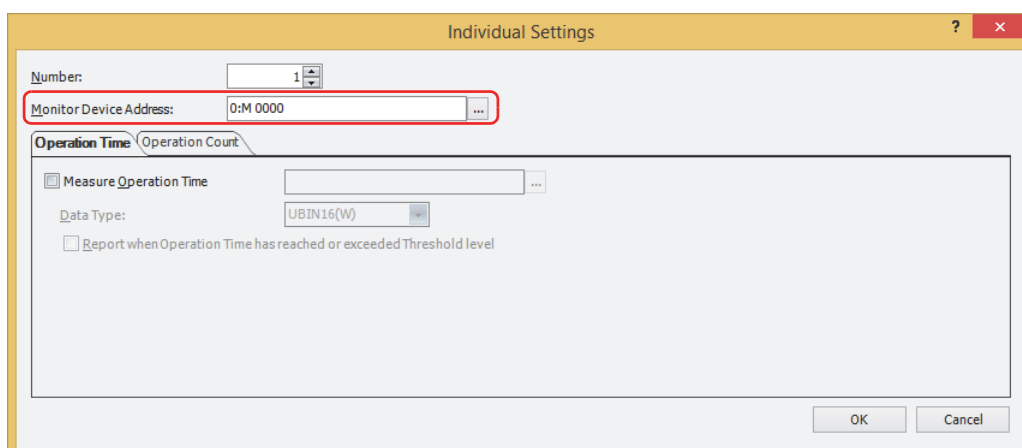 Individual Settings
?
×
Number:
1
Monitor Device Address:
0:M 0000
...
Operation Time
Operation Count
Measure Operation Time
...
Data Type:
UBIN16(W)
Report when Operation Time has reached or exceeded Threshold level
OK
Cancel